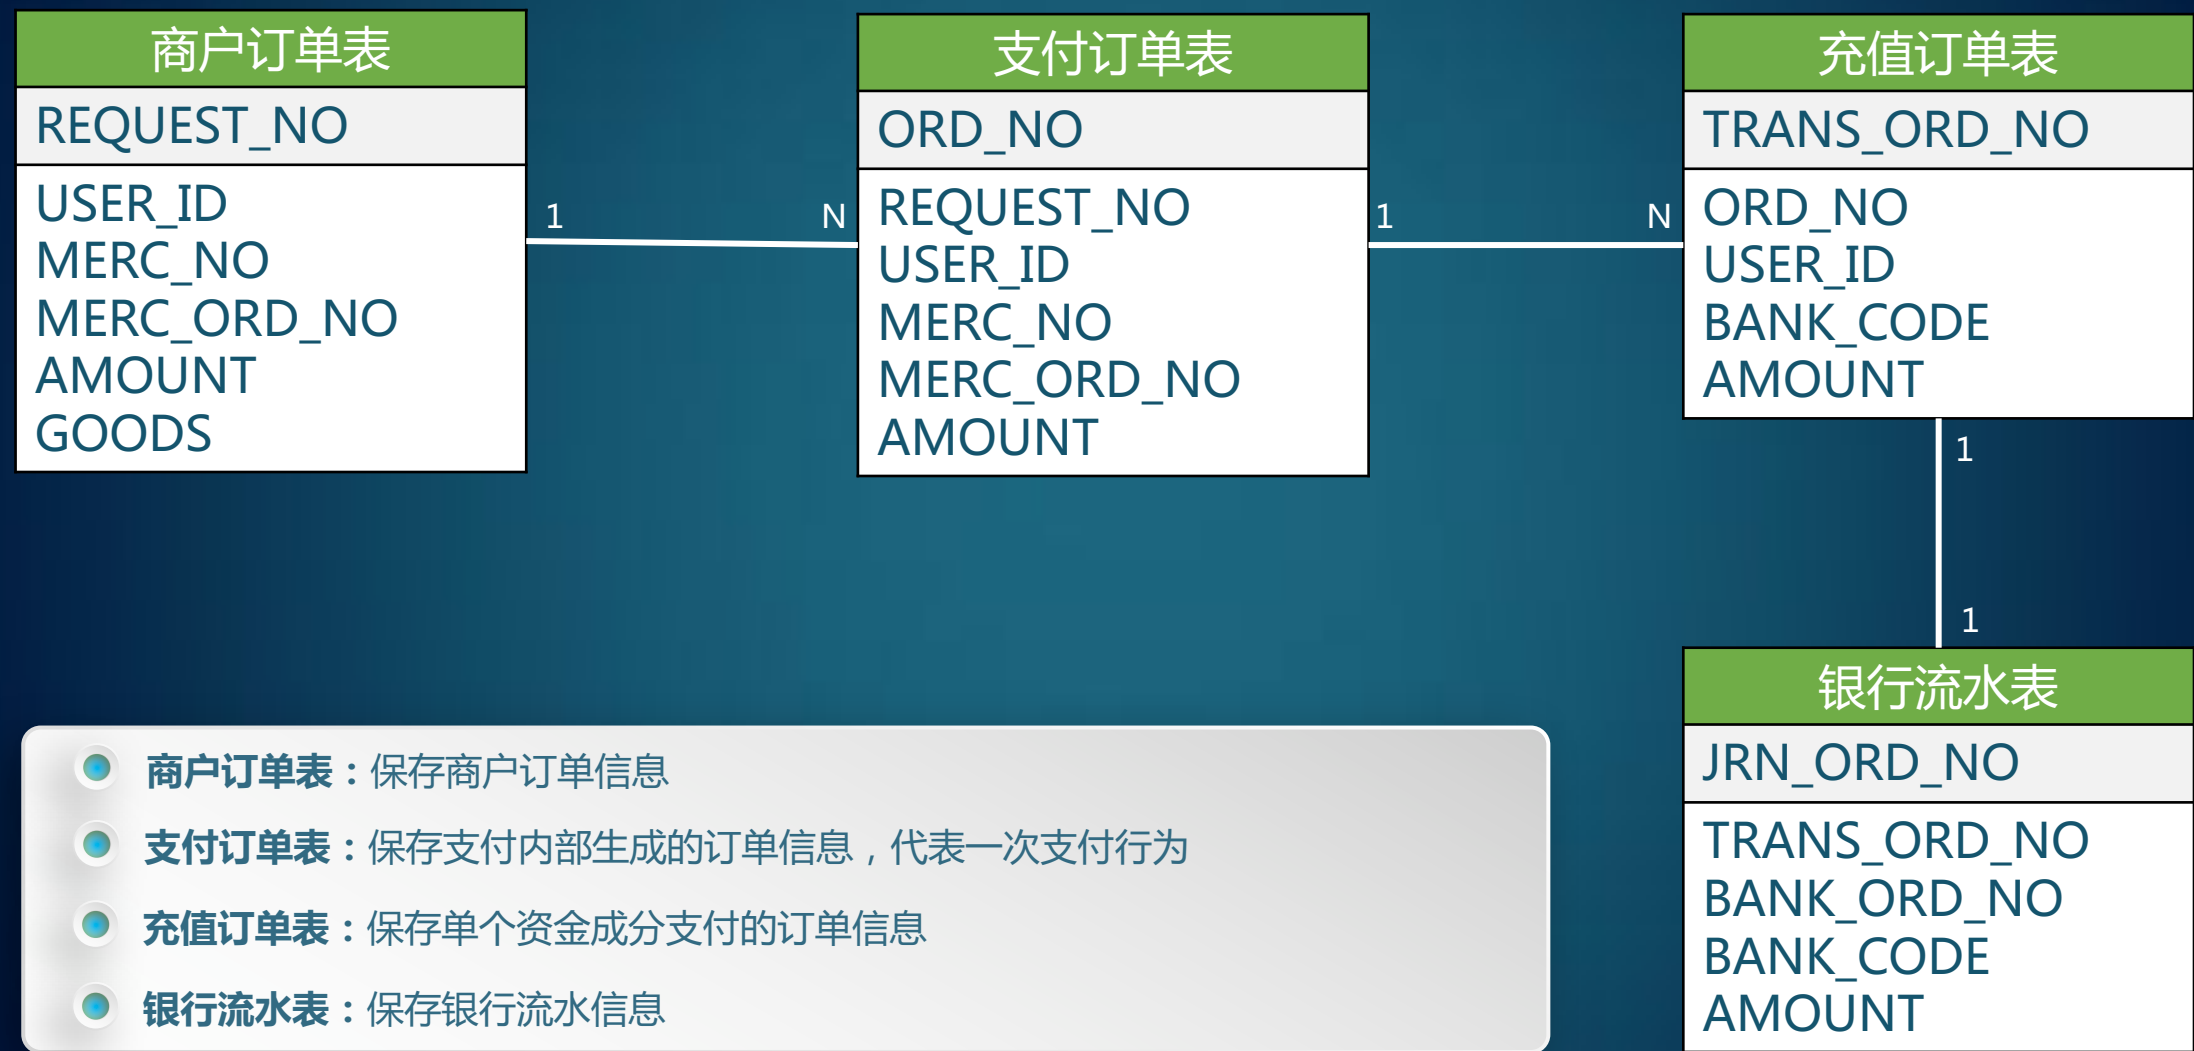 商户订单表
REQUEST_NO
USER_ID
MERC_NO
MERC_ORD_NO
AMOUNT
GOODS
1
N
支付订单表
ORD_NO
REQUEST_NO
USER_ID
MERC_NO
MERC_ORD_NO
AMOUNT
1
N
充值订单表
TRANS_ORD_NO
ORD_NO
USER_ID
BANK_CODE
AMOUNT
1
1
银行流水表
JRN_ORD_NO
TRANS_ORD_NO
BANK_ORD_NO
BANK_CODE
AMOUNT
商户订单表：保存商户订单信息
支付订单表：保存支付内部生成的订单信息，代表一次支付行为
充值订单表：保存单个资金成分支付的订单信息
银行流水表：保存银行流水信息